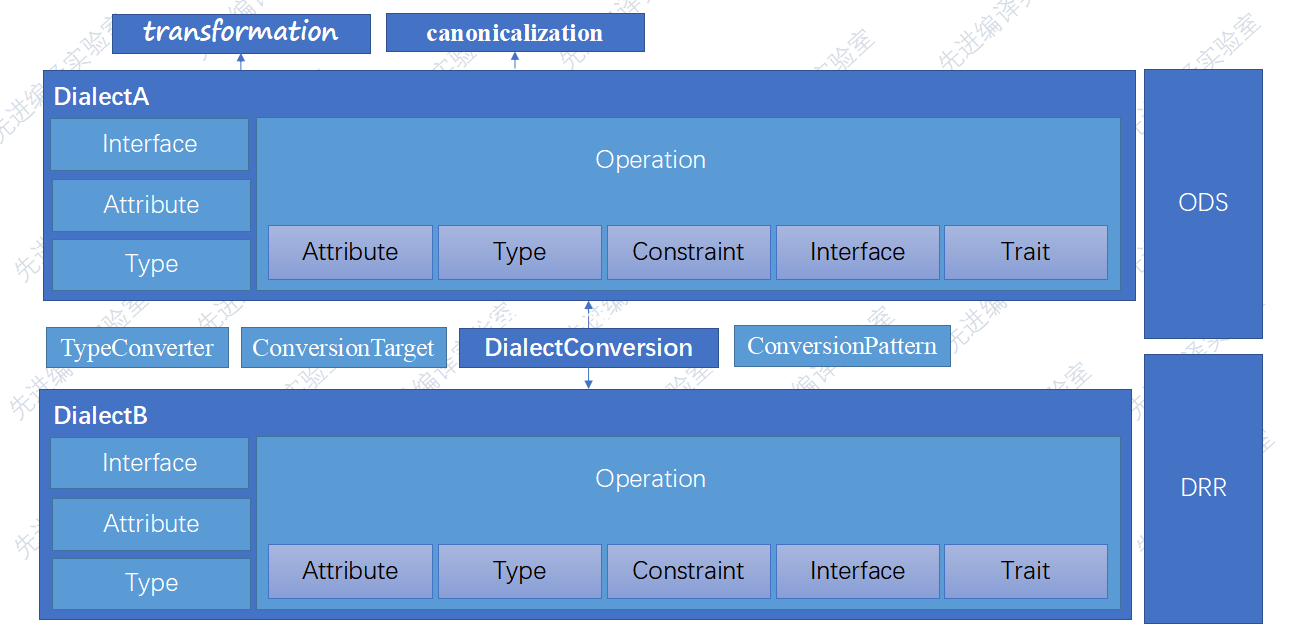 transformation
canonicalization
DialectA
Interface
Attribute
Type
Operation
Attribute
Type
Constraint
Interface
Trait
ODS
TypeConverter
ConversionTarget
DialectConversion
ConversionPattern
DialectB
Interface
Attribute
Type
Operation
Attribute
Type
Constraint
Interface
Trait
DRR
先进编译实验室